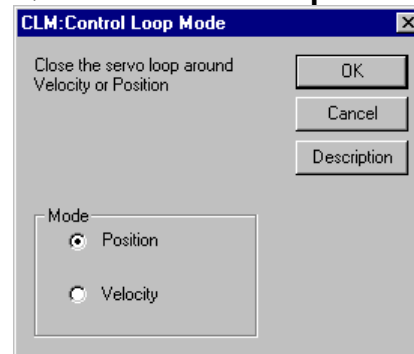 CLM:Control Loop Mode
Close the servo loop around
Velocity or Position
OK
Cancel
Description
Mode
Position
Velocity